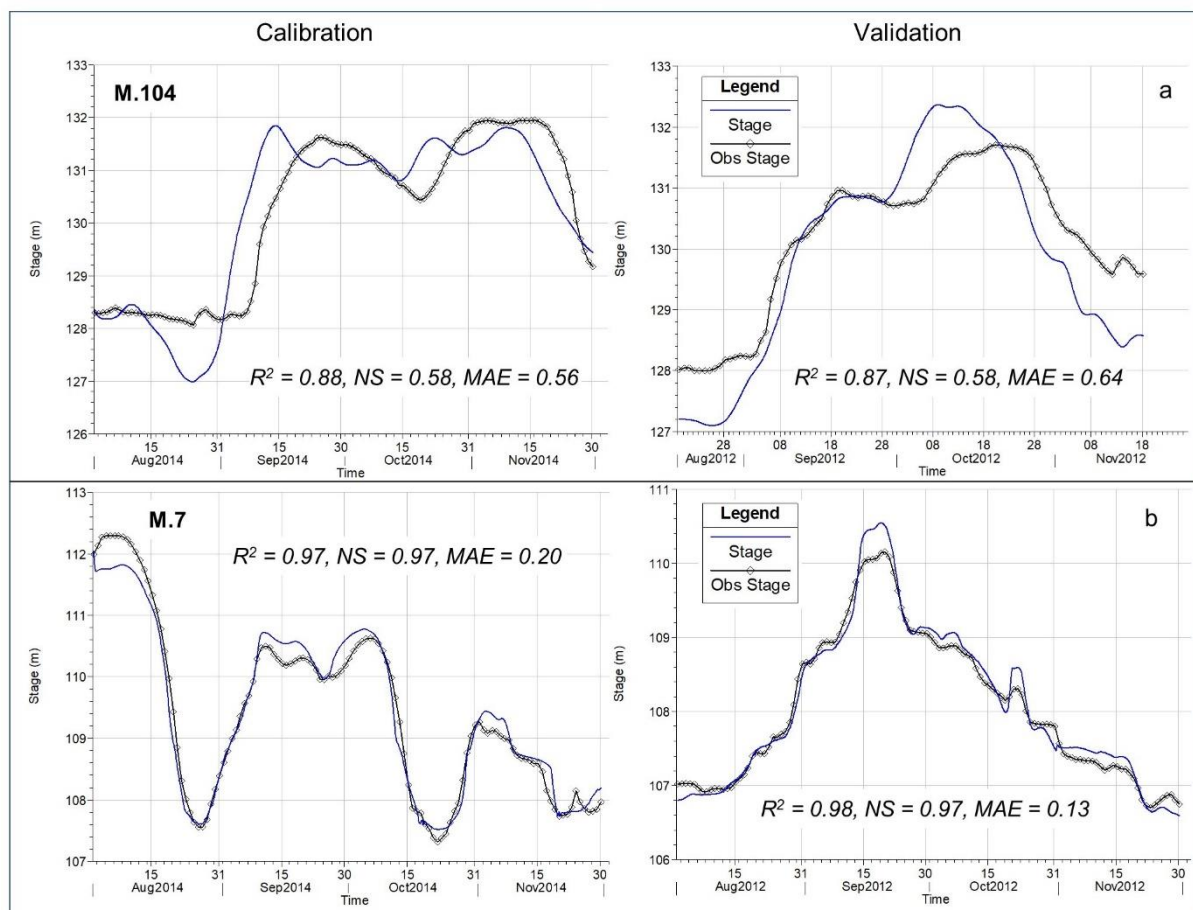 Calibration
Validation
133
132
131
130
129
128
127
126
Stage (m)
M.104
R² = 0.88, NS = 0.58, MAE = 0.56
15 31 15 30 15 31 15 30
Aug2014 Sep2014 Oct2014 Nov2014
Time
133
132
131
130
129
128
127
Stage (m)
Legend
Stage
Obs Stage
a
R² = 0.87, NS = 0.58, MAE = 0.64
28 08 18 28 08 18 28 08 18
Aug2012 Sep2012 Oct2012 Nov2012
Time
113
112
111
110
109
108
107
Stage (m)
M.7
R² = 0.97, NS = 0.97, MAE = 0.20
15 31 15 30 15 31 15 30
Aug2014 Sep2014 Oct2014 Nov2014
Time
111
110
109
108
107
106
Stage (m)
Legend
Stage
Obs Stage
b
R² = 0.98, NS = 0.97, MAE = 0.13
15 31 15 30 15 31 15 30
Aug2012 Sep2012 Oct2012 Nov2012
Time